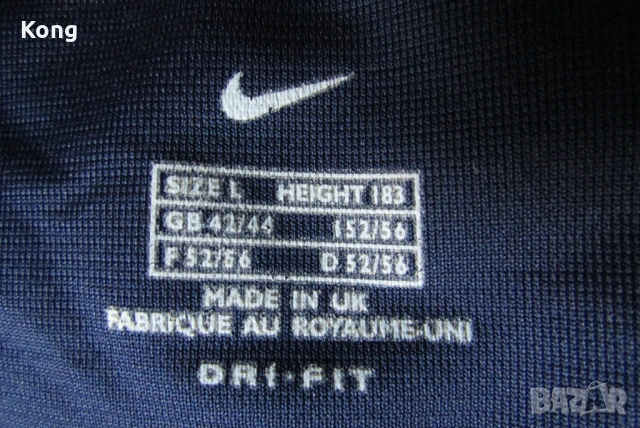 Kong
SIZE L HEIGHT 183
GB 42/44 I 52/56
F 52/56 D 52/56
MADE IN UK
FABRIQUE AU ROYAUME-UNI
DRI·FIT
BAZAR